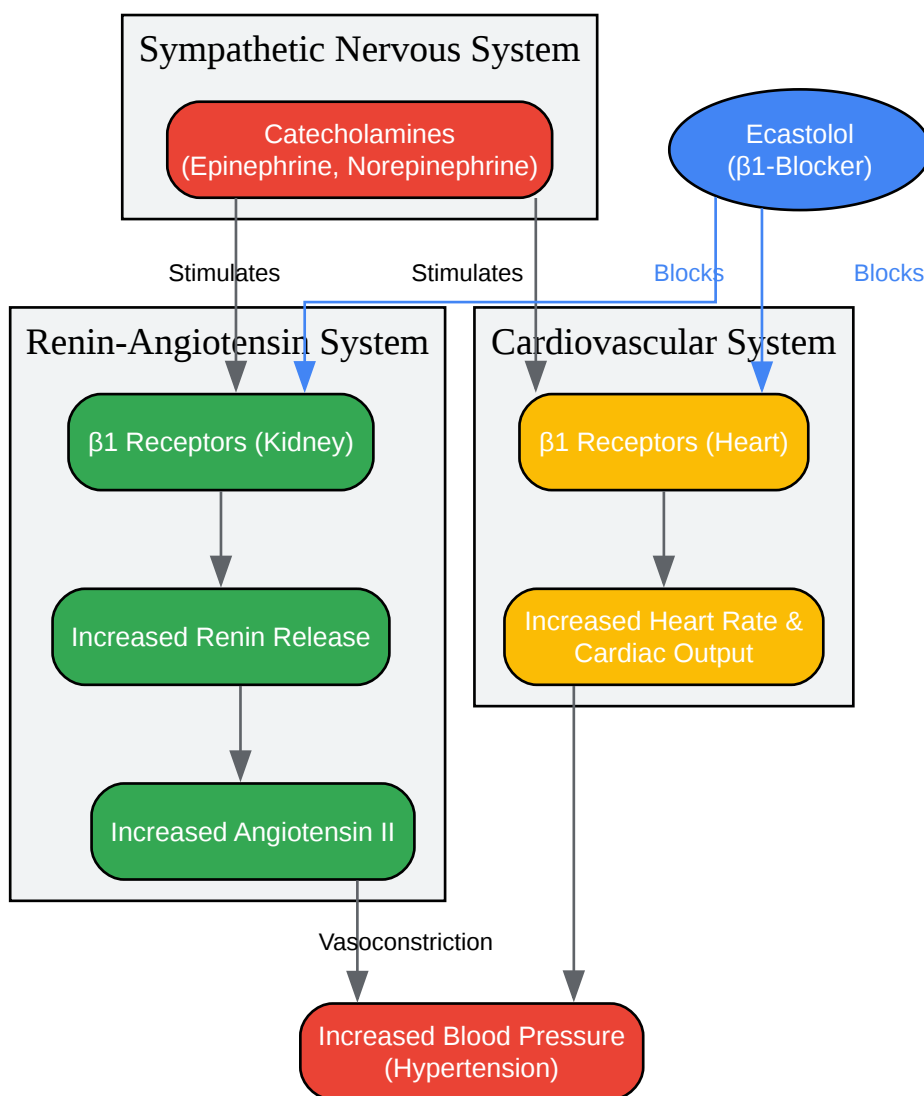 Sympathetic Nervous System
Catecholamines
(Epinephrine, Norepinephrine)
Ecastolol
(β1-Blocker)
Stimulates
Stimulates
Blocks
Blocks
Renin-Angiotensin System
Cardiovascular System
β1 Receptors (Kidney)
β1 Receptors (Heart)
Increased Renin Release
Increased Heart Rate &
Cardiac Output
Increased Angiotensin II
Vasoconstriction
Increased Blood Pressure
(Hypertension)